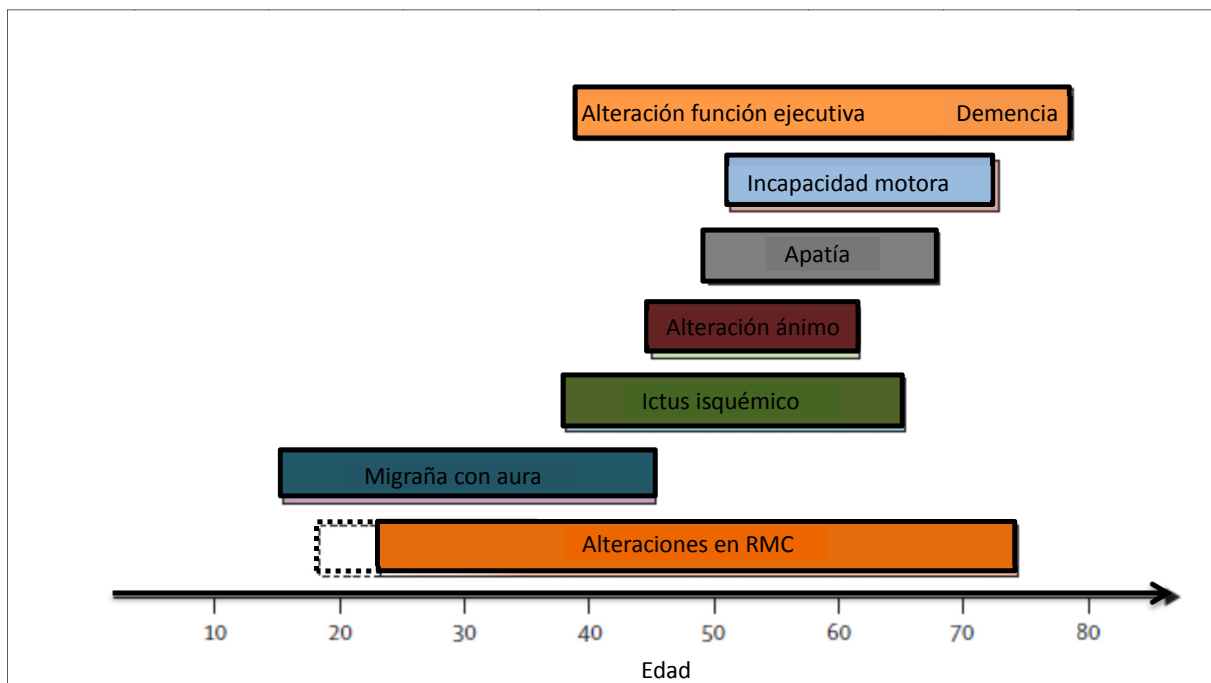 Alteración función ejecutiva Demencia
Incapacidad motora
Apatía
Alteración ánimo
Ictus isquémico
Migraña con aura
Alteraciones en RMC
10 20 30 40 50 60 70 80
Edad